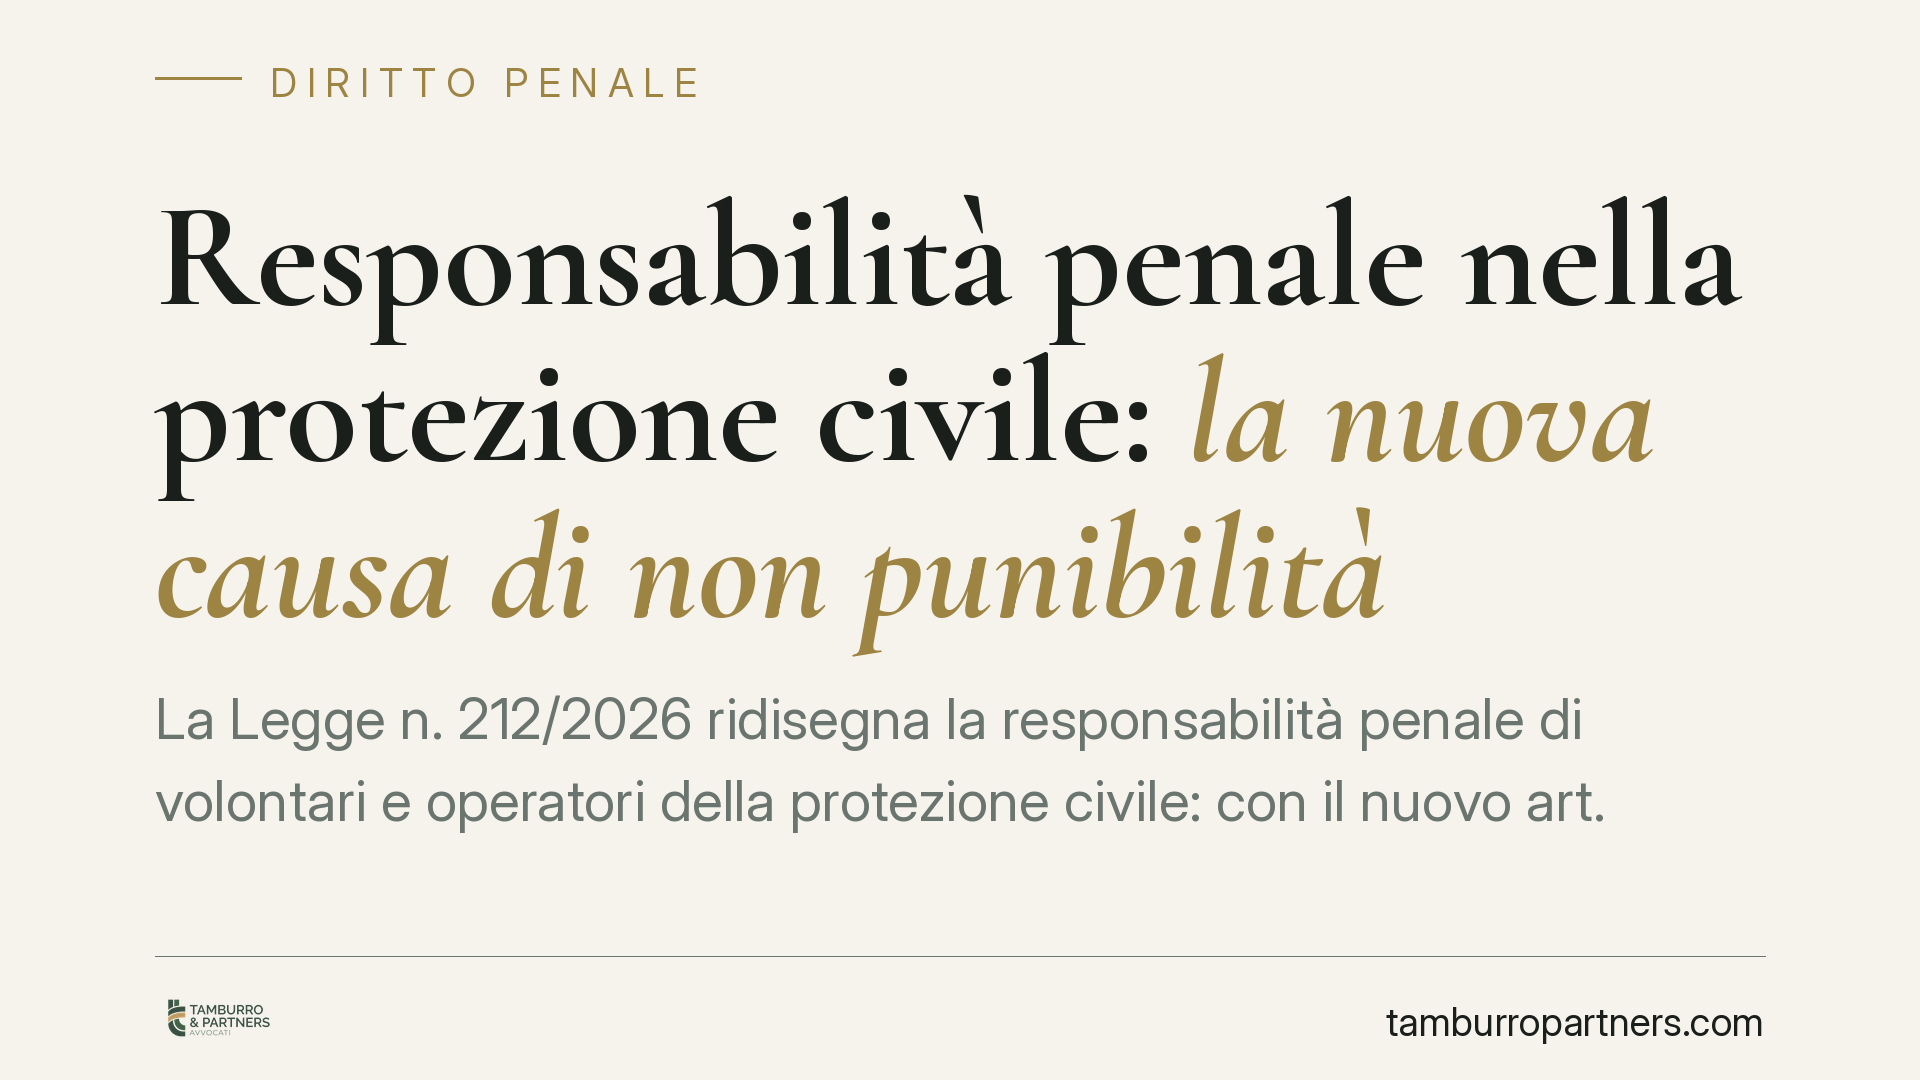 DIRITTO PENALE
Responsabilità penale nella
protezione civile: la nuova
causa di non punibilità
La Legge n. 212/2026 ridisegna la responsabilità penale di
volontari e operatori della protezione civile: con il nuovo art.
TAMBURRO
& PARTNERS
AVVOCATI
tamburropartners.com